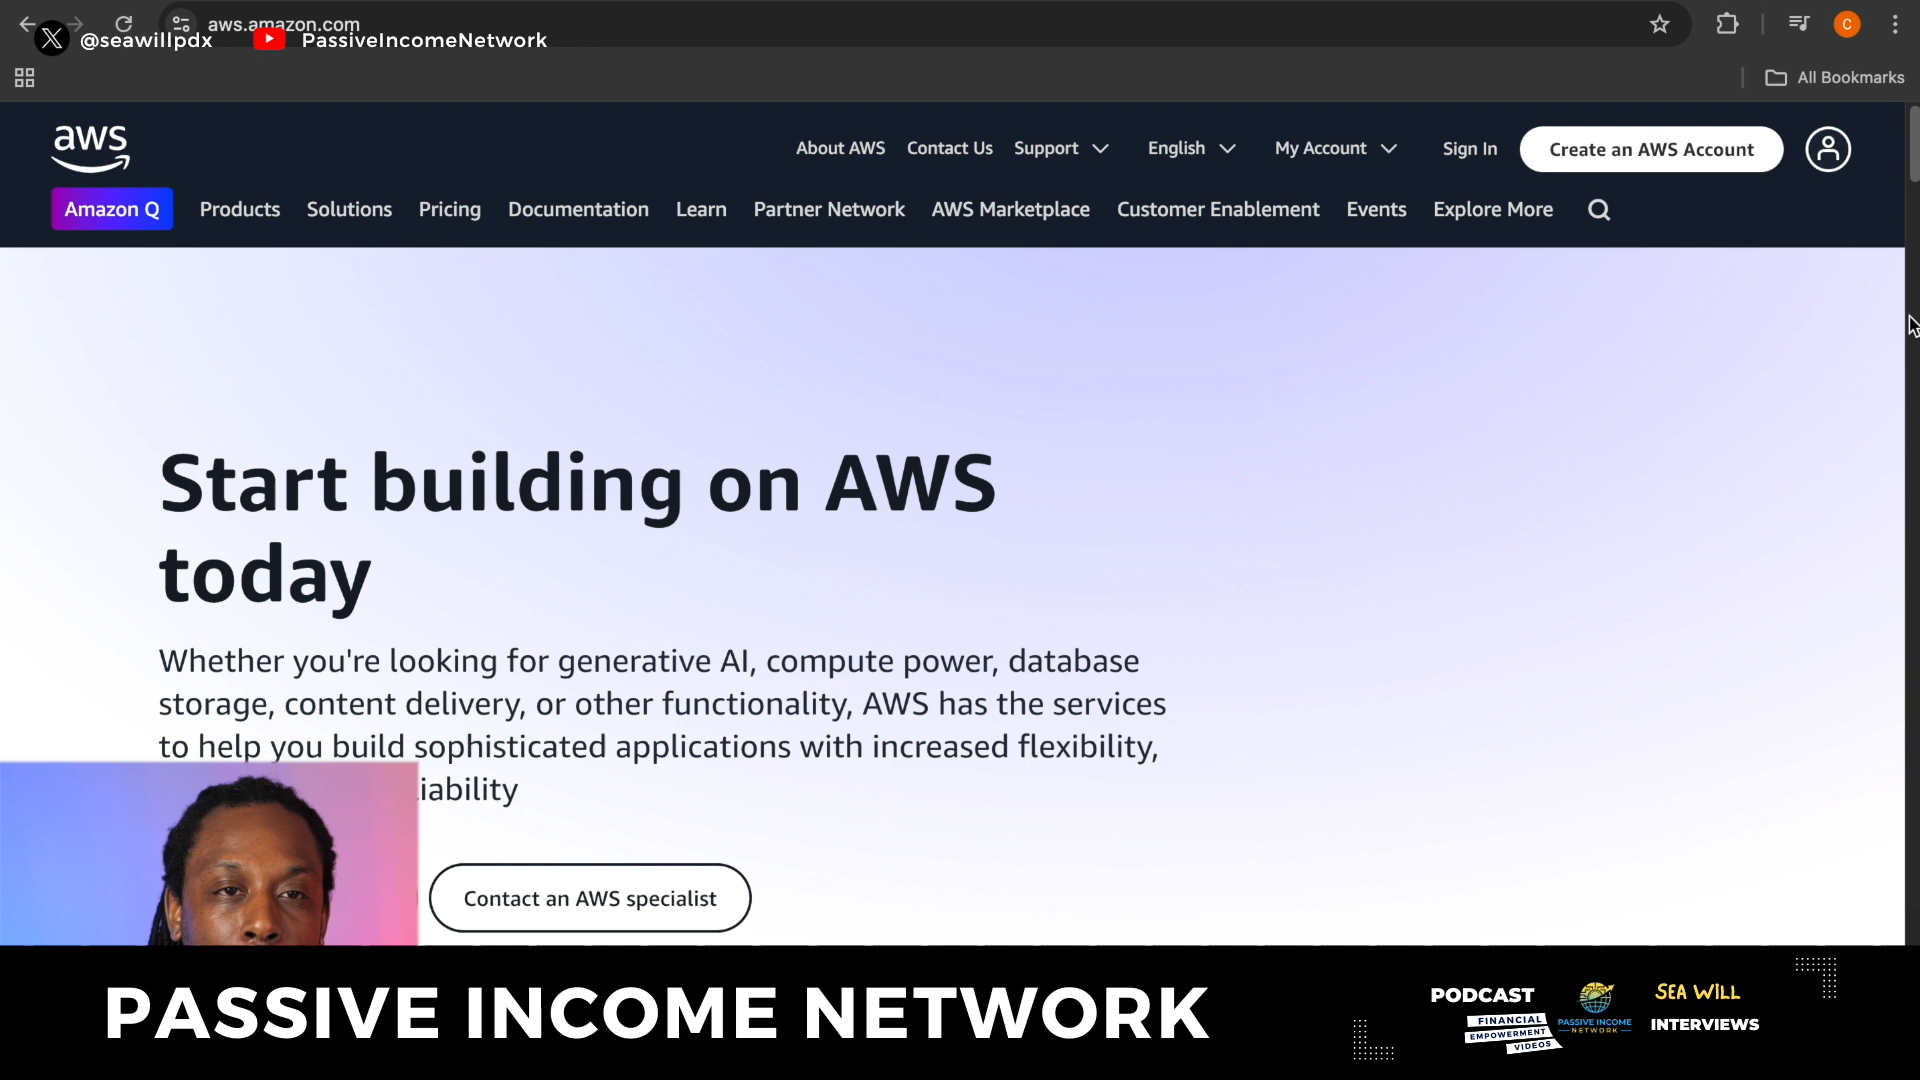 aws.amazon.com
@seawillpdx
PassiveIncomeNetwork
C
All Bookmarks
aws
About AWS
Contact Us
Support
English
My Account
Sign In
Create an AWS Account
Amazon Q
Products
Solutions
Pricing
Documentation
Learn
Partner Network
AWS Marketplace
Customer Enablement
Events
Explore More
Start building on AWS
today
Whether you're looking for generative AI, compute power, database
storage, content delivery, or other functionality, AWS has the services
to help you build sophisticated applications with increased flexibility,
iability
Contact an AWS specialist
PASSIVE INCOME NETWORK
PODCAST
FINANCIAL
EMPOWERMENT
VIDEOS
PASSIVE INCOME
NETWORK
SEA WILL
INTERVIEWS